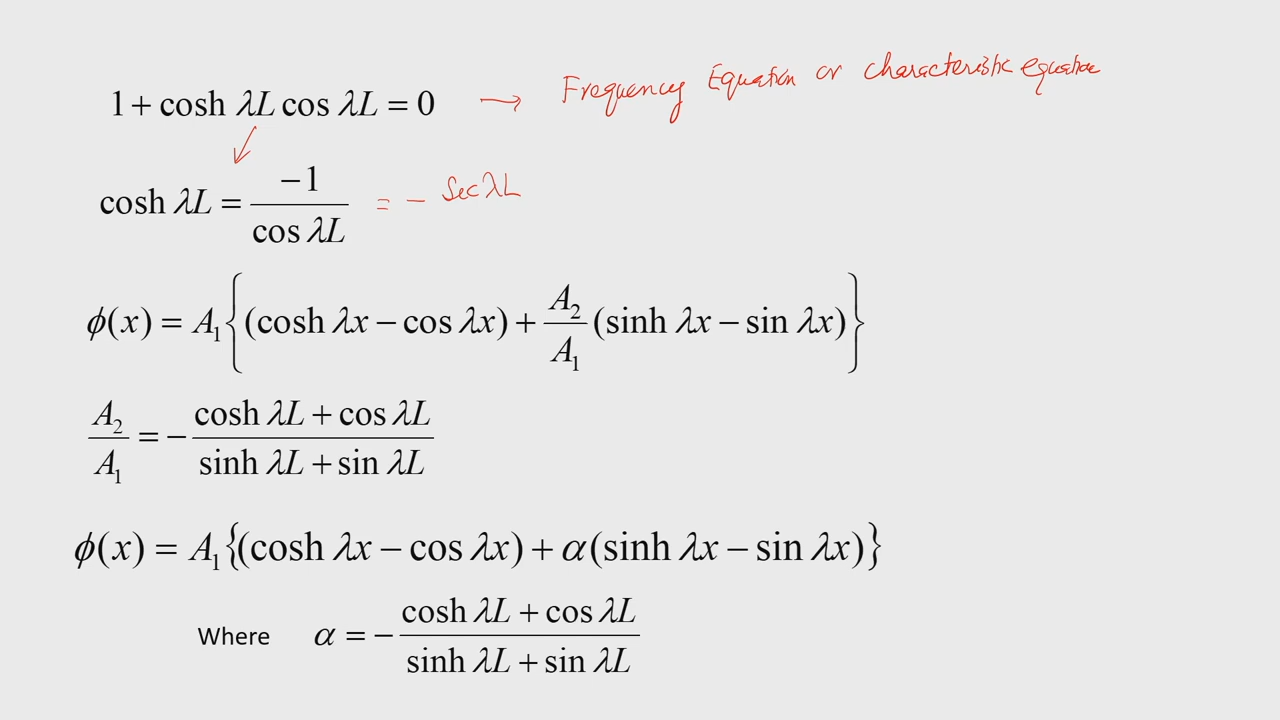 1 + cosh λL cos λL = 0 → Frequency Equation or characteristic equation
cosh λL = −1 / cos λL = − sec λL
ϕ(x) = A₁{(cosh λx − cos λx) + A₂/A₁ (sinh λx − sin λx)}
A₂/A₁ = − (cosh λL + cos λL) / (sinh λL + sin λL)
ϕ(x) = A₁{(cosh λx − cos λx) + α(sinh λx − sin λx)}
Where α = − (cosh λL + cos λL) / (sinh λL + sin λL)